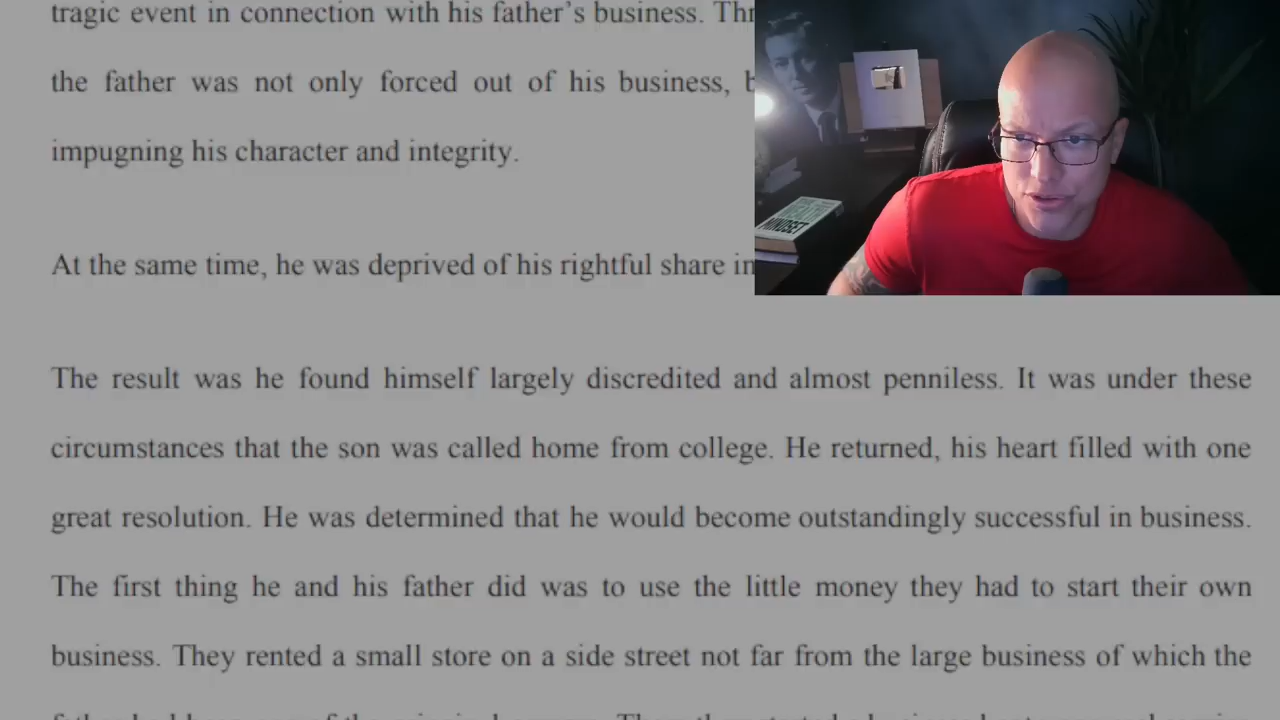 tragic event in connection with his father's business.
the father was not only forced out of his business,
impugning his character and integrity.
At the same time, he was deprived of his rightful share in
The result was he found himself largely discredited and almost penniless. It was under these
circumstances that the son was called home from college. He returned, his heart filled with one
great resolution. He was determined that he would become outstandingly successful in business.
The first thing he and his father did was to use the little money they had to start their own
business. They rented a small store on a side street not far from the large business of which the
MINDSET